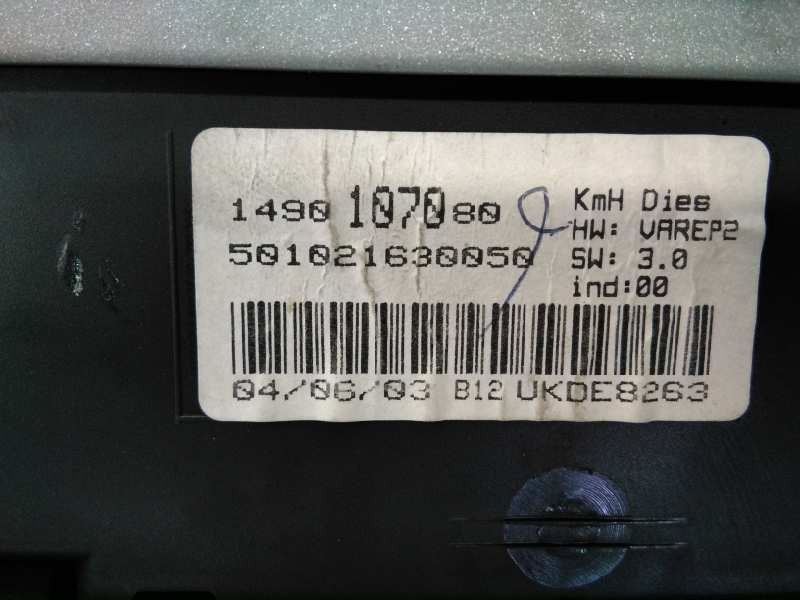 1490 1070 80
501021630050
KmH Dies
HW: VAREP2
SW: 3.0
ind:00
04/06/03 B12 UKDE8263